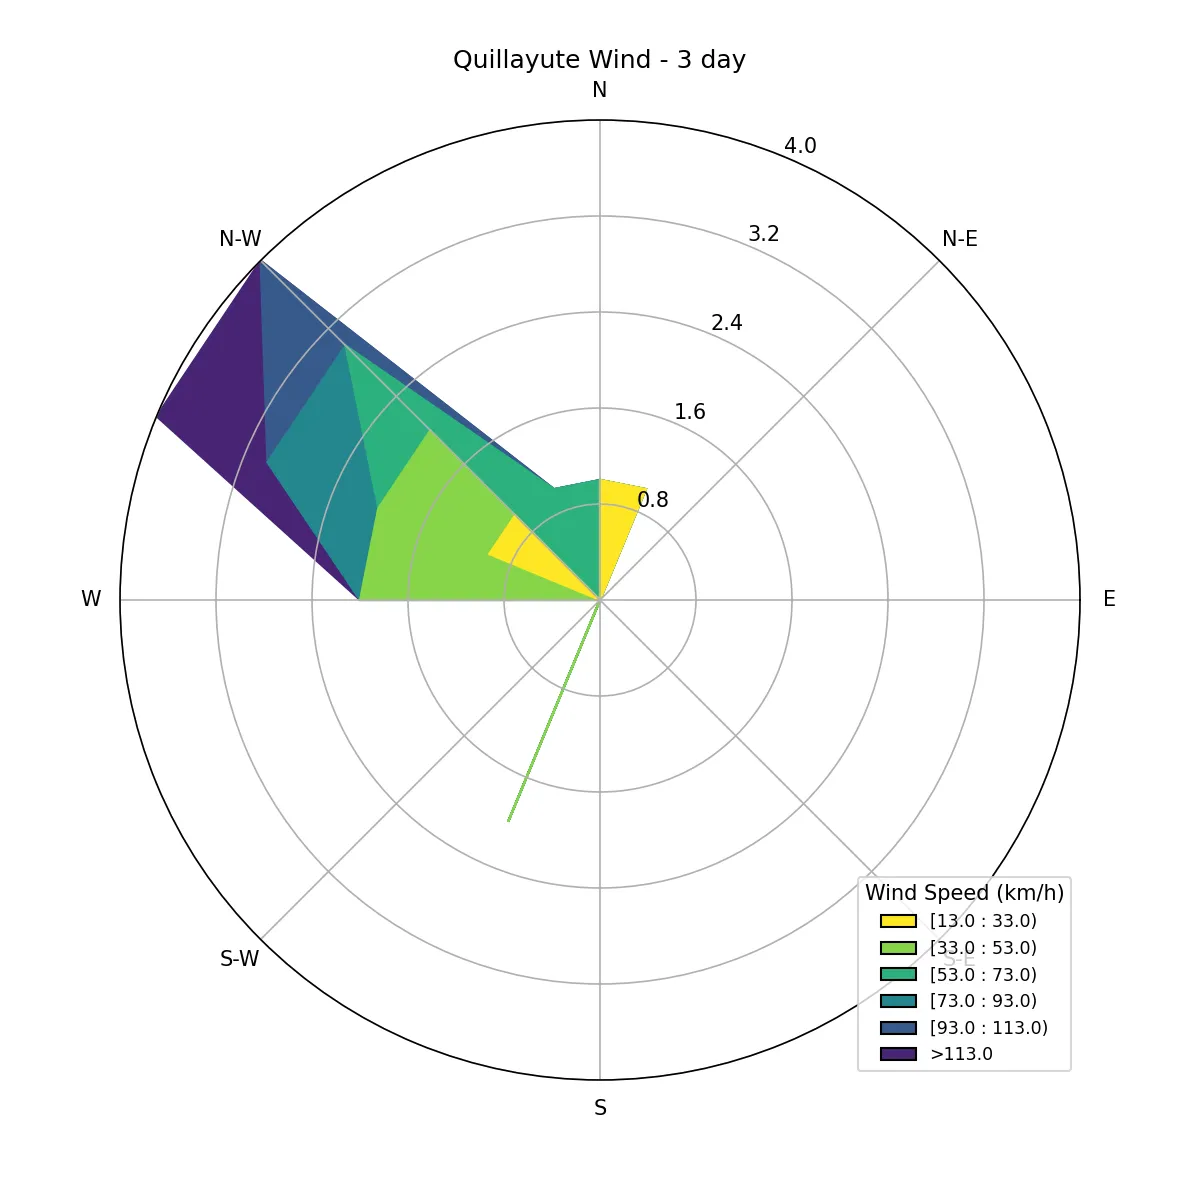 Quillayute Wind - 3 day
N
4.0
N-W
N-E
3.2
2.4
1.6
0.8
W
E
S-W
S-E
S
Wind Speed (km/h)
[13.0 : 33.0)
[33.0 : 53.0)
[53.0 : 73.0)
[73.0 : 93.0)
[93.0 : 113.0)
>113.0